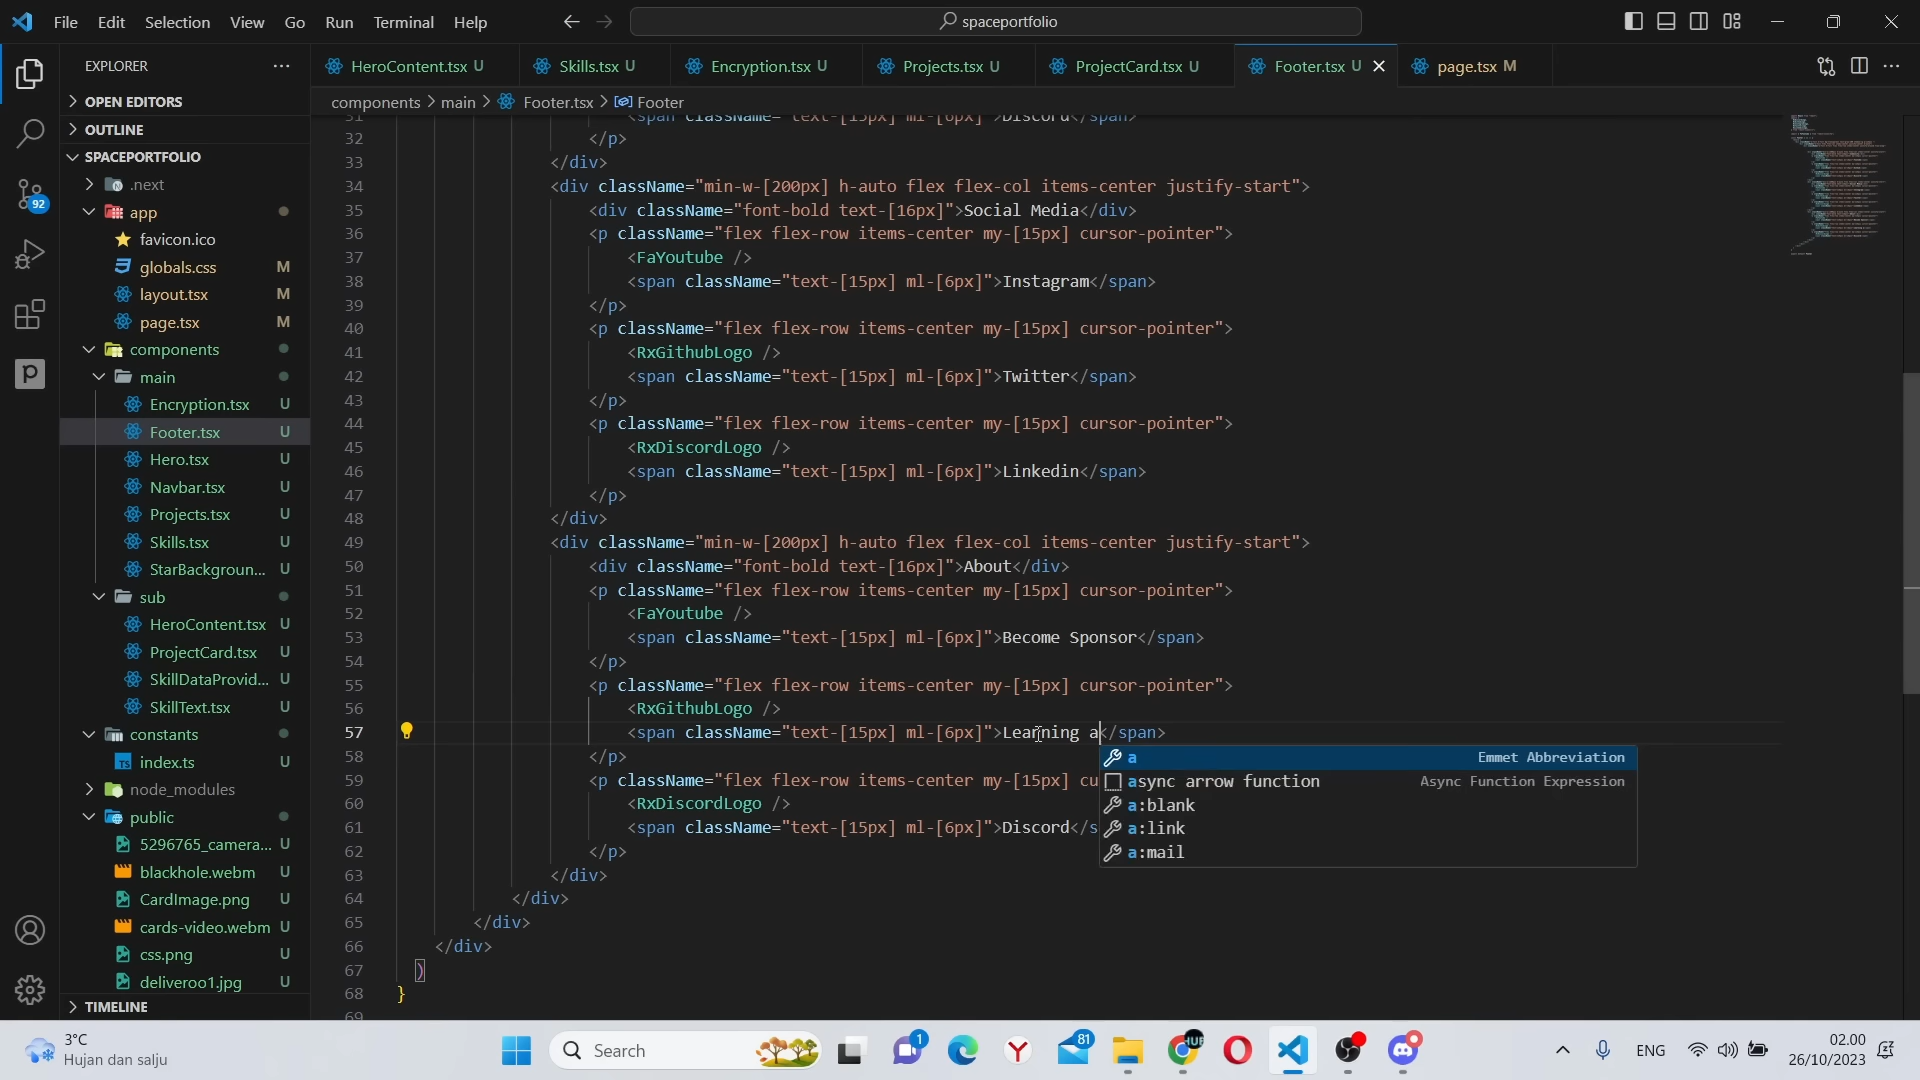 File Edit Selection View Go Run Terminal Help
spaceportfolio
EXPLORER
OPEN EDITORS
OUTLINE
SPACEPORTFOLIO
.next
app
favicon.ico
globals.css M
layout.tsx M
page.tsx M
components
main
Encryption.tsx U
Footer.tsx U
Hero.tsx U
Navbar.tsx U
Projects.tsx U
Skills.tsx U
StarBackgroun... U
sub
HeroContent.tsx U
ProjectCard.tsx U
SkillDataProvid... U
SkillText.tsx U
constants
index.ts U
node_modules
public
5296765_camera... U
blackhole.webm U
CardImage.png U
cards-video.webm U
css.png U
deliveroo1.jpg U
TIMELINE
92
HeroContent.tsx U Skills.tsx U Encryption.tsx U Projects.tsx U ProjectCard.tsx U Footer.tsx U page.tsx M
components > main > Footer.tsx > Footer
31 <span className="text-[15px] ml-[6px]">Discord</span>
32 </p>
33 </div>
34 <div className="min-w-[200px] h-auto flex flex-col items-center justify-start">
35 <div className="font-bold text-[16px]">Social Media</div>
36 <p className="flex flex-row items-center my-[15px] cursor-pointer">
37 <FaYoutube />
38 <span className="text-[15px] ml-[6px]">Instagram</span>
39 </p>
40 <p className="flex flex-row items-center my-[15px] cursor-pointer">
41 <RxGithubLogo />
42 <span className="text-[15px] ml-[6px]">Twitter</span>
43 </p>
44 <p className="flex flex-row items-center my-[15px] cursor-pointer">
45 <RxDiscordLogo />
46 <span className="text-[15px] ml-[6px]">Linkedin</span>
47 </p>
48 </div>
49 <div className="min-w-[200px] h-auto flex flex-col items-center justify-start">
50 <div className="font-bold text-[16px]">About</div>
51 <p className="flex flex-row items-center my-[15px] cursor-pointer">
52 <FaYoutube />
53 <span className="text-[15px] ml-[6px]">Become Sponsor</span>
54 </p>
55 <p className="flex flex-row items-center my-[15px] cursor-pointer">
56 <RxGithubLogo />
57 <span className="text-[15px] ml-[6px]">Learning a</span>
58 </p>
59 <p className="flex flex-row items-center my-[15px] cu
60 <RxDiscordLogo />
61 <span className="text-[15px] ml-[6px]">Discord</s
62 </p>
63 </div>
64 </div>
65 </div>
66 </div>
67 )
68 }
69
a Emmet Abbreviation
async arrow function Async Function Expression
a:blank
a:link
a:mail
3°C
Hujan dan salju
Search
1
81
HUB
ENG
02.00
26/10/2023